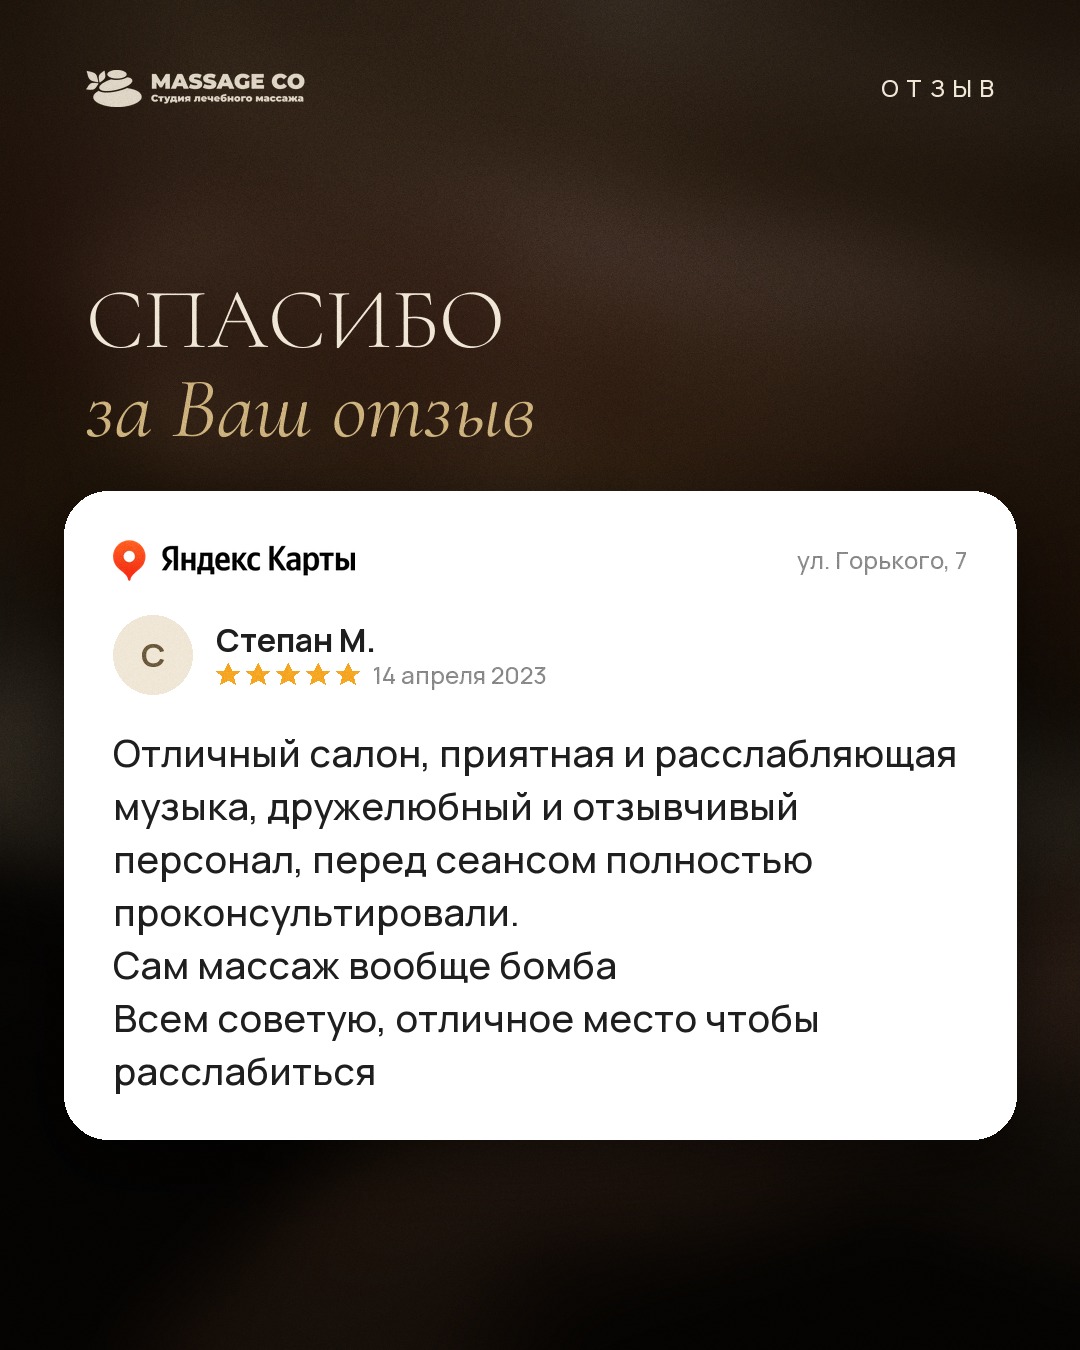 MASSAGE CO
Студия лечебного массажа
ОТЗЫВ
СПАСИБО
за Ваш отзыв
Яндекс Карты
ул. Горького, 7
С
Степан М.
14 апреля 2023
Отличный салон, приятная и расслабляющая
музыка, дружелюбный и отзывчивый
персонал, перед сеансом полностью
проконсультировали.
Сам массаж вообще бомба
Всем советую, отличное место чтобы
расслабиться